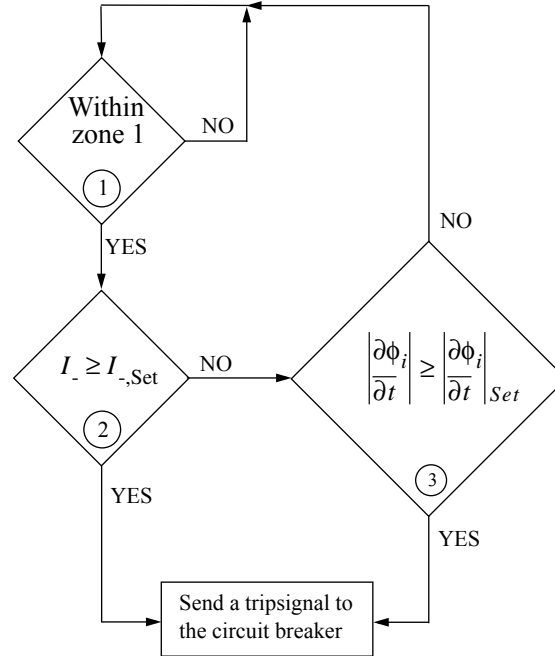 Within
zone 1
NO
1
YES
NO
I₋ ≥ I₋,Set
NO
|∂ϕᵢ/∂t| ≥ |∂ϕᵢ/∂t|Set
2
3
YES
YES
Send a tripsignal to
the circuit breaker